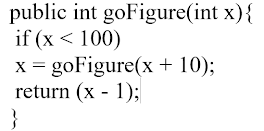 public int goFigure(int x){
if (x < 100)
x = goFigure(x + 10);
return (x - 1);
}